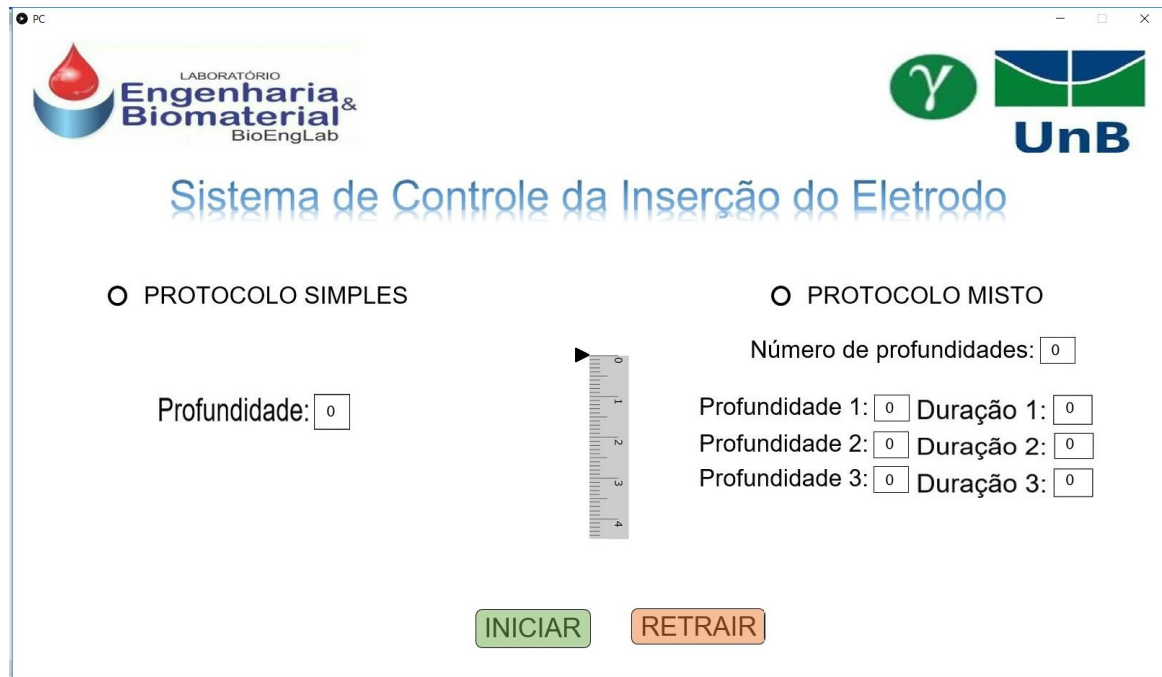 PC
LABORATÓRIO
Engenharia &
Biomaterial
BioEngLab
γ
UnB
Sistema de Controle da Inserção do Eletrodo
PROTOCOLO SIMPLES
Profundidade: 0
0
1
2
3
4
PROTOCOLO MISTO
Número de profundidades: 0
Profundidade 1: 0 Duração 1: 0
Profundidade 2: 0 Duração 2: 0
Profundidade 3: 0 Duração 3: 0
INICIAR RETRAIR